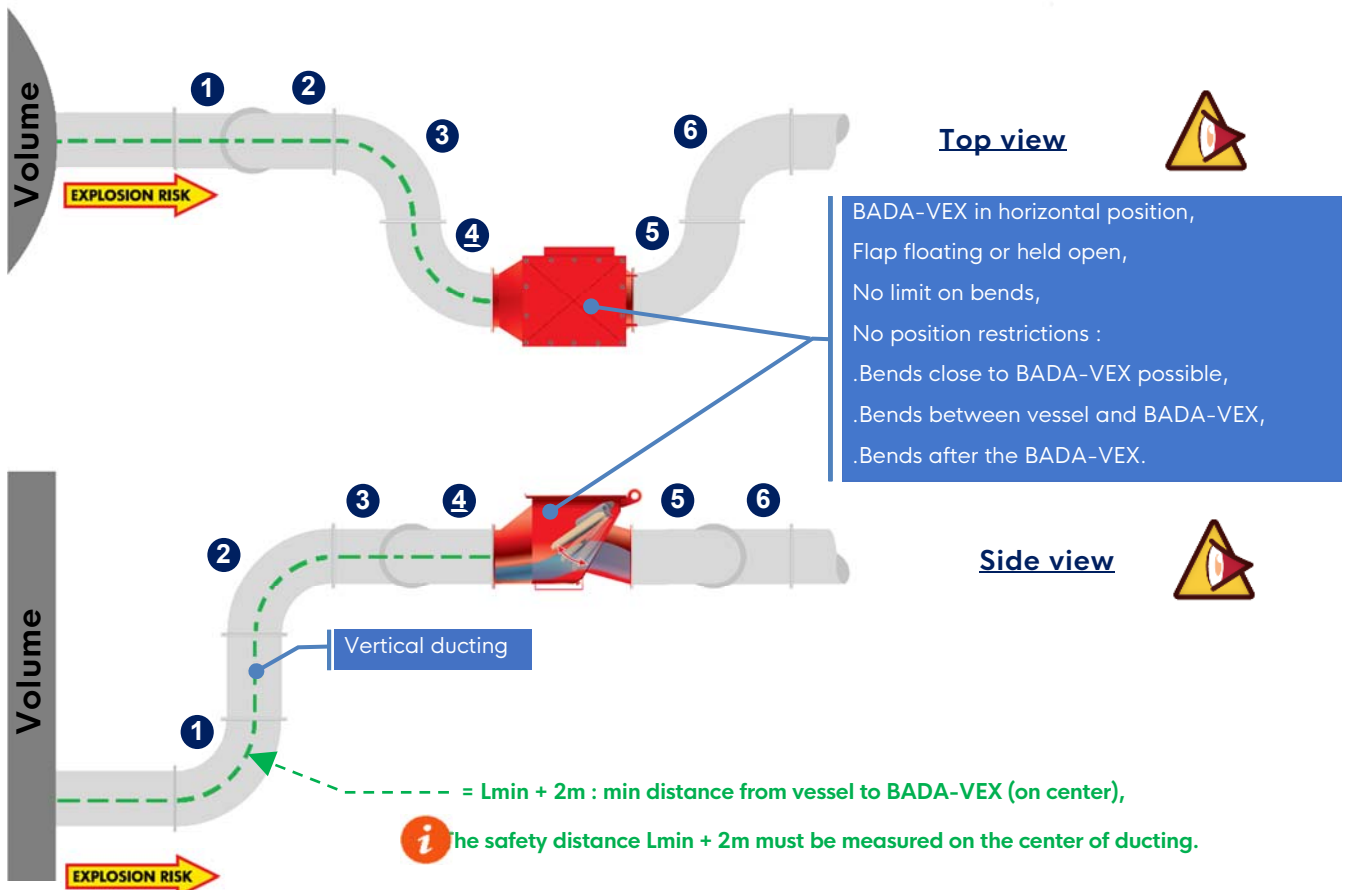 Volume
1
2
3
4
5
6
EXPLOSION RISK
Top view
BADA-VEX in horizontal position,
Flap floating or held open,
No limit on bends,
No position restrictions :
.Bends close to BADA-VEX possible,
.Bends between vessel and BADA-VEX,
.Bends after the BADA-VEX.
Volume
3
4
5
6
2
Side view
Vertical ducting
1
= Lmin + 2m : min distance from vessel to BADA-VEX (on center),
i
he safety distance Lmin + 2m must be measured on the center of ducting.
EXPLOSION RISK